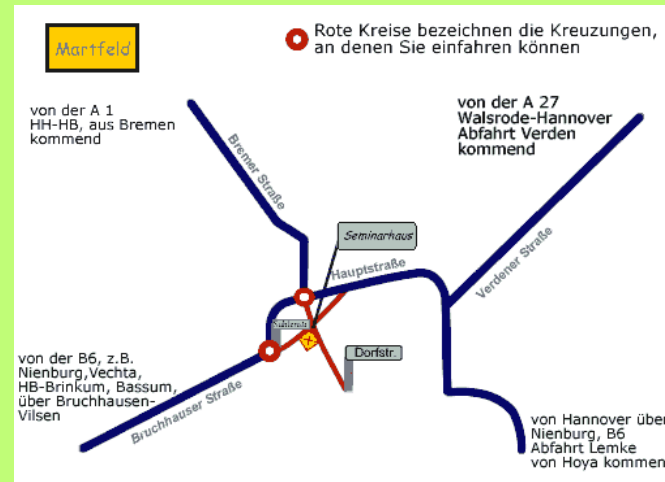 Martfeld
Rote Kreise bezeichnen die Kreuzungen,
an denen Sie einfahren können
von der A 1
HH-HB, aus Bremen
kommend
von der A 27
Walsrode-Hannover
Abfahrt Verden
kommend
Bremer Straße
Seminarhaus
Hauptstraße
Verdener Straße
Dorfstr.
von der B6, z.B.
Nienburg,Vechta,
HB-Brinkum, Bassum,
über Bruchhausen-
Vilsen
Bruchhauser Straße
von Hannover über
Nienburg, B6
Abfahrt Lemke
von Hoya kommen